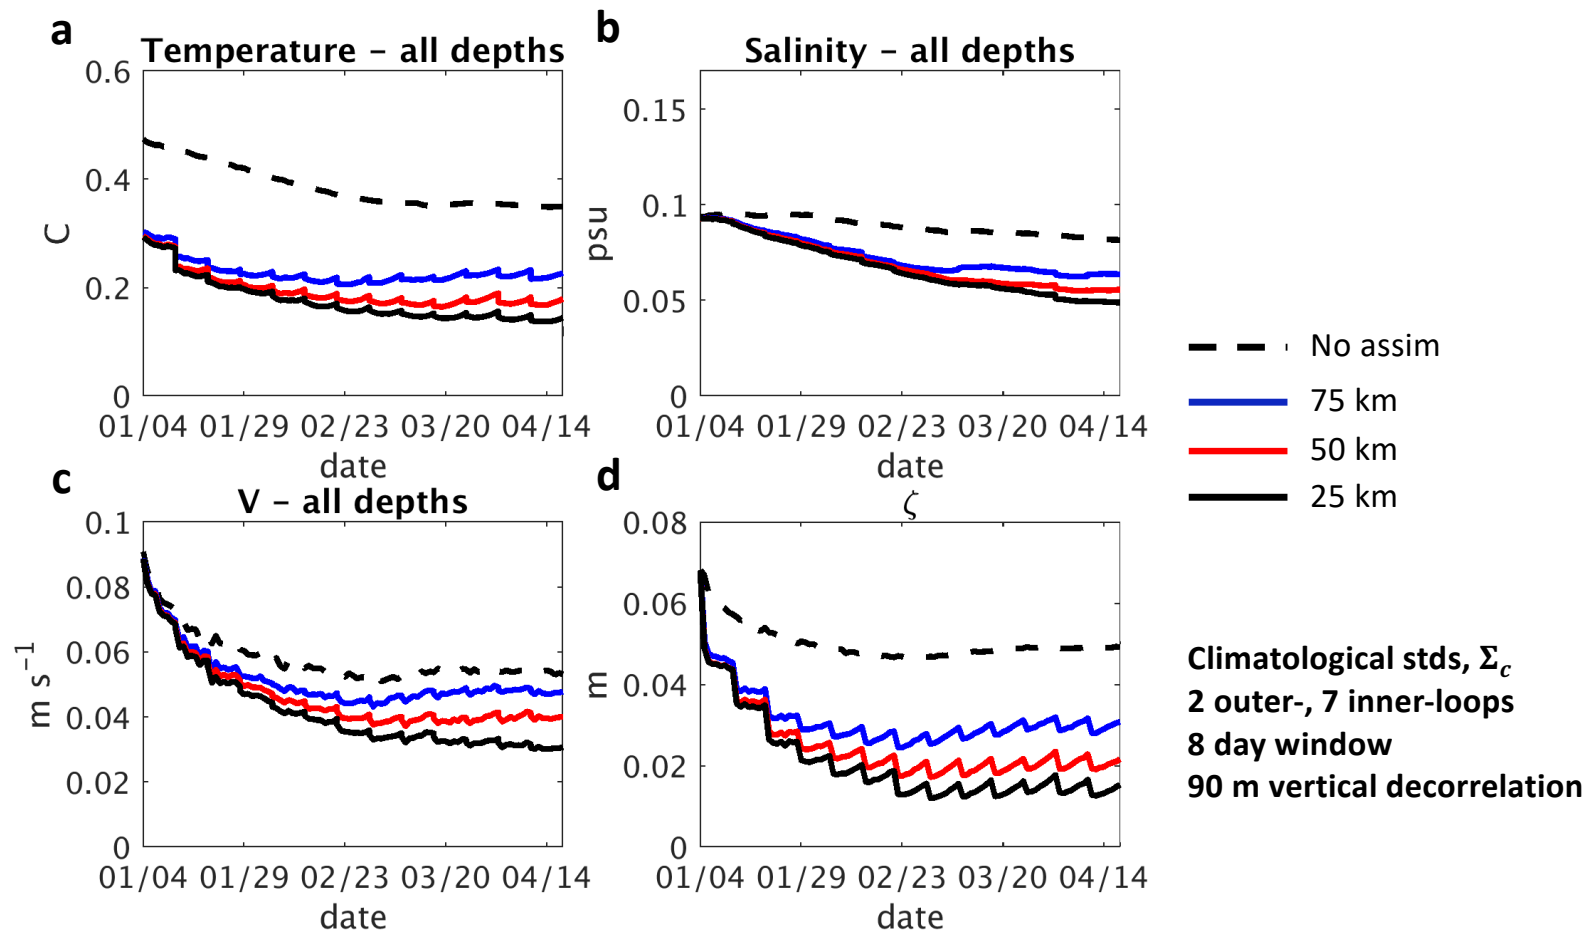 a
Temperature – all depths
0.6
0.4
0.2
0
C
01/04 01/29 02/23 03/20 04/14
date
b
Salinity – all depths
0.15
0.1
0.05
0
psu
01/04 01/29 02/23 03/20 04/14
date
c
V – all depths
0.1
0.08
0.06
0.04
0.02
0
m s⁻¹
01/04 01/29 02/23 03/20 04/14
date
d
ζ
0.08
0.06
0.04
0.02
0
m
01/04 01/29 02/23 03/20 04/14
date
No assim
75 km
50 km
25 km
Climatological stds, Σ𝑐
2 outer-, 7 inner-loops
8 day window
90 m vertical decorrelation